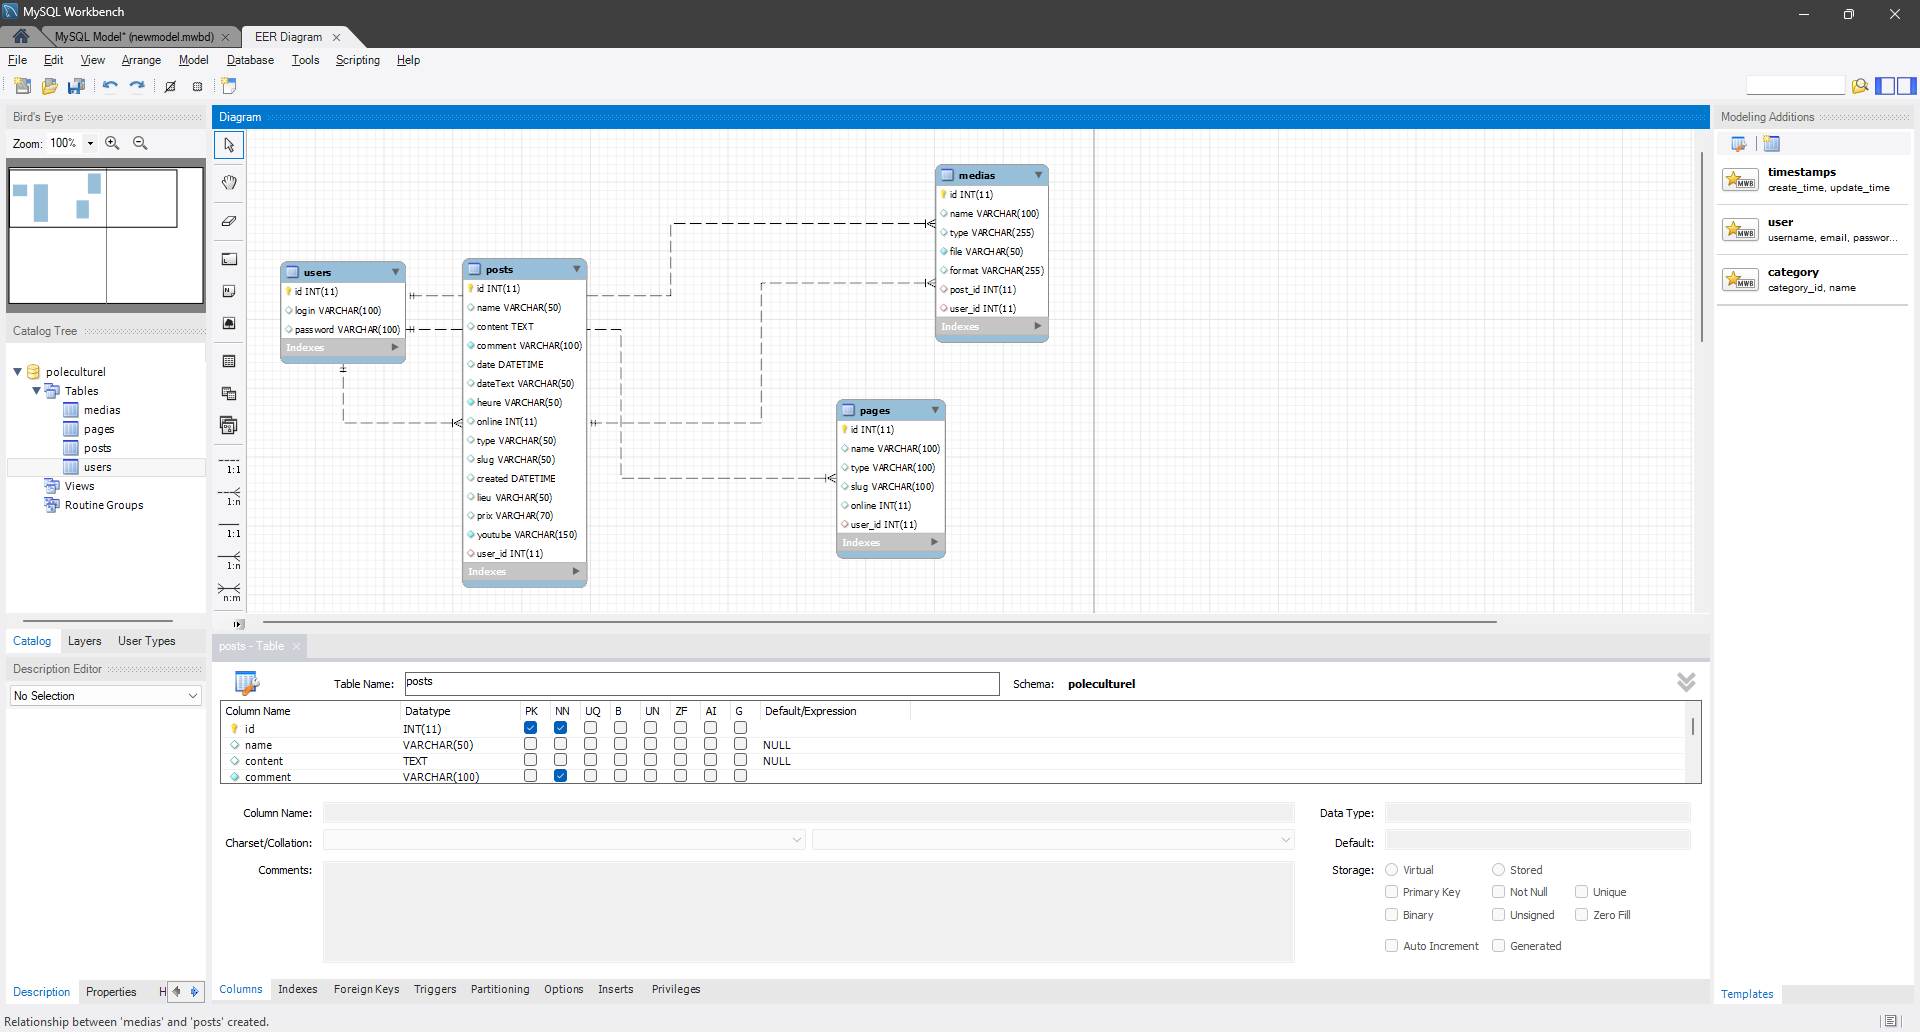 MySQL Workbench
MySQL Model* (newmodel.mwbd)
EER Diagram
File Edit View Arrange Model Database Tools Scripting Help
Bird's Eye
Zoom: 100%
Catalog Tree
poleculturel
Tables
medias
pages
posts
users
Views
Routine Groups
Catalog Layers User Types
Description Editor
No Selection
Description Properties H
Diagram
1:1
1:n
1:1
1:n
n:m
users
id INT(11)
login VARCHAR(100)
password VARCHAR(100)
Indexes
posts
id INT(11)
name VARCHAR(50)
content TEXT
comment VARCHAR(100)
date DATETIME
dateText VARCHAR(50)
heure VARCHAR(50)
online INT(11)
type VARCHAR(50)
slug VARCHAR(50)
created DATETIME
lieu VARCHAR(50)
prix VARCHAR(70)
youtube VARCHAR(150)
user_id INT(11)
Indexes
medias
id INT(11)
name VARCHAR(100)
type VARCHAR(255)
file VARCHAR(50)
format VARCHAR(255)
post_id INT(11)
user_id INT(11)
Indexes
pages
id INT(11)
name VARCHAR(100)
type VARCHAR(100)
slug VARCHAR(100)
online INT(11)
user_id INT(11)
Indexes
Modeling Additions
MWB
timestamps
create_time, update_time
MWB
user
username, email, passwor...
MWB
category
category_id, name
Templates
posts - Table
Table Name: posts Schema: poleculturel
Column Name Datatype PK NN UQ B UN ZF AI G Default/Expression
id INT(11)
name VARCHAR(50) NULL
content TEXT NULL
comment VARCHAR(100)
Column Name: Data Type:
Charset/Collation: Default:
Comments: Storage: Virtual Stored
Primary Key Not Null Unique
Binary Unsigned Zero Fill
Auto Increment Generated
Columns Indexes Foreign Keys Triggers Partitioning Options Inserts Privileges
Relationship between 'medias' and 'posts' created.